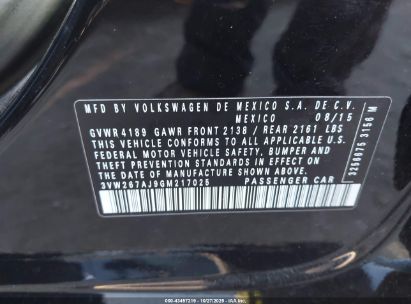 MFD. BY VOLKSWAGEN DE MEXICO S.A. DE C.V.
MEXICO 08/15
GVWR4189 GAWR FRONT 2138 / REAR 2161 LBS
THIS VEHICLE CONFORMS TO ALL APPLICABLE U.S.
FEDERAL MOTOR VEHICLE SAFETY, BUMPER AND
THEFT PREVENTION STANDARDS IN EFFECT ON
THE DATE OF MANUFACTURE SHOWN ABOVE.
3VW267AJ9GM217025 PASSENGER CAR
3156 M